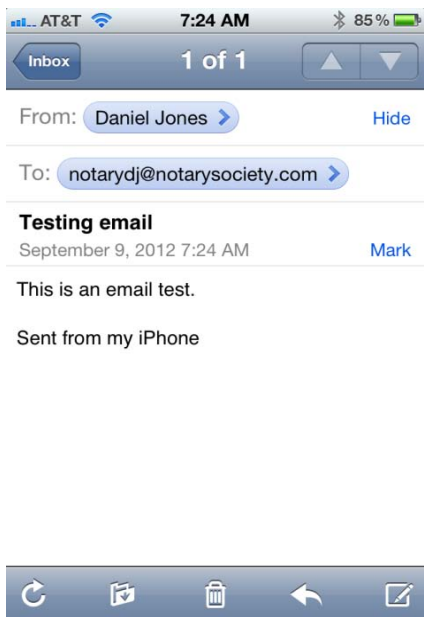 AT&T 7:24 AM 85%
Inbox 1 of 1
From: Daniel Jones Hide
To: notarydj@notarysociety.com
Testing email
September 9, 2012 7:24 AM Mark
This is an email test.
Sent from my iPhone